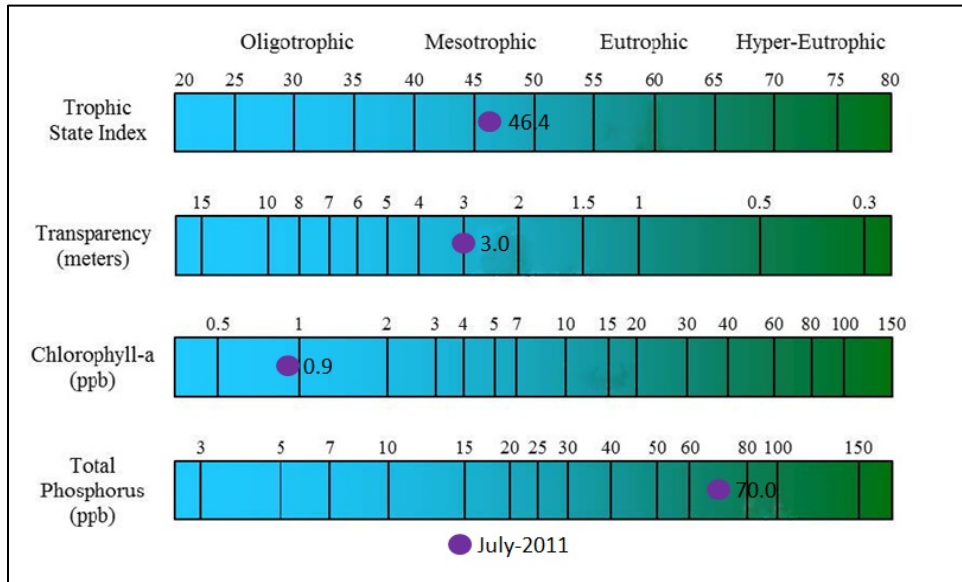 Oligotrophic Mesotrophic Eutrophic Hyper-Eutrophic
20 25 30 35 40 45 50 55 60 65 70 75 80
Trophic
State Index
46.4
15 10 8 7 6 5 4 3 2 1.5 1 0.5 0.3
Transparency
(meters)
3.0
0.5 1 2 3 4 5 7 10 15 20 30 40 60 80 100 150
Chlorophyll-a
(ppb)
0.9
3 5 7 10 15 20 25 30 40 50 60 80 100 150
Total
Phosphorus
(ppb)
70.0
July-2011